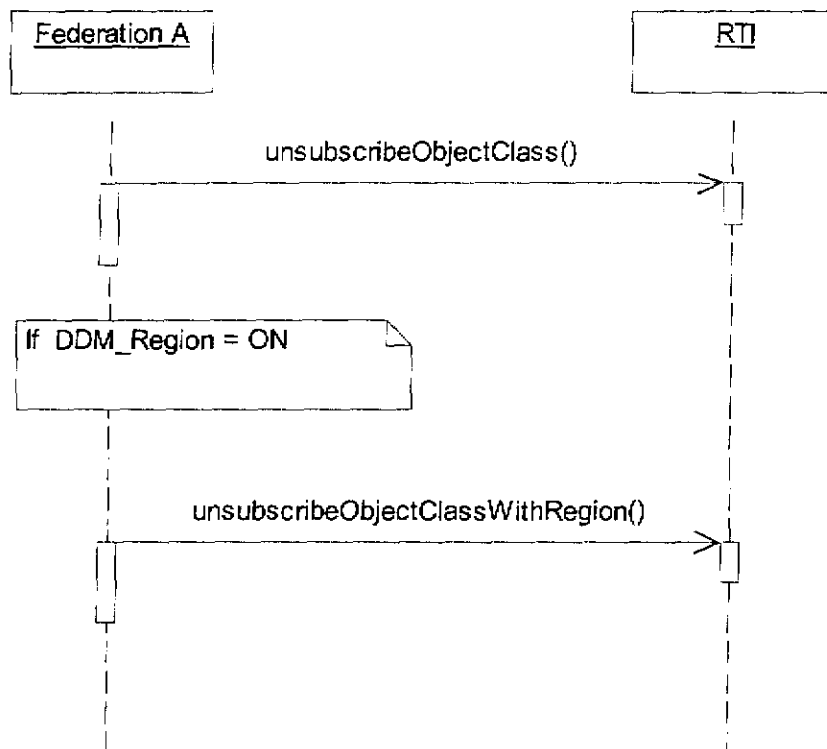 Federation A
RTI
unsubscribeObjectClass()
If DDM_Region = ON
unsubscribeObjectClassWithRegion()